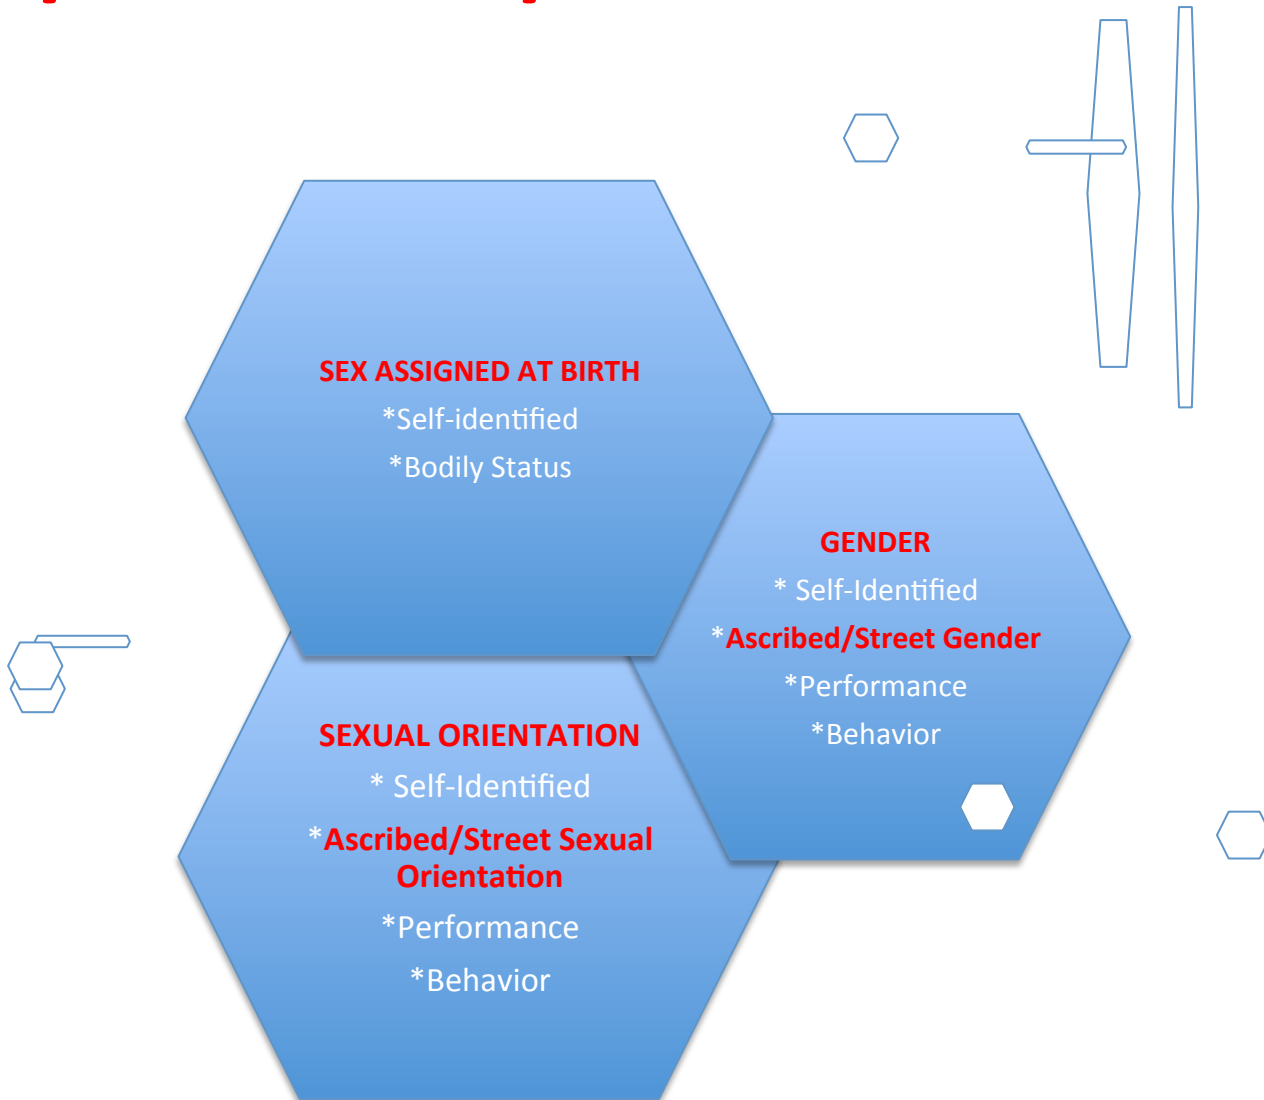 SEX ASSIGNED AT BIRTH
*Self-identified
*Bodily Status
GENDER
* Self-Identified
*Ascribed/Street Gender
*Performance
*Behavior
SEXUAL ORIENTATION
* Self-Identified
*Ascribed/Street Sexual
Orientation
*Performance
*Behavior